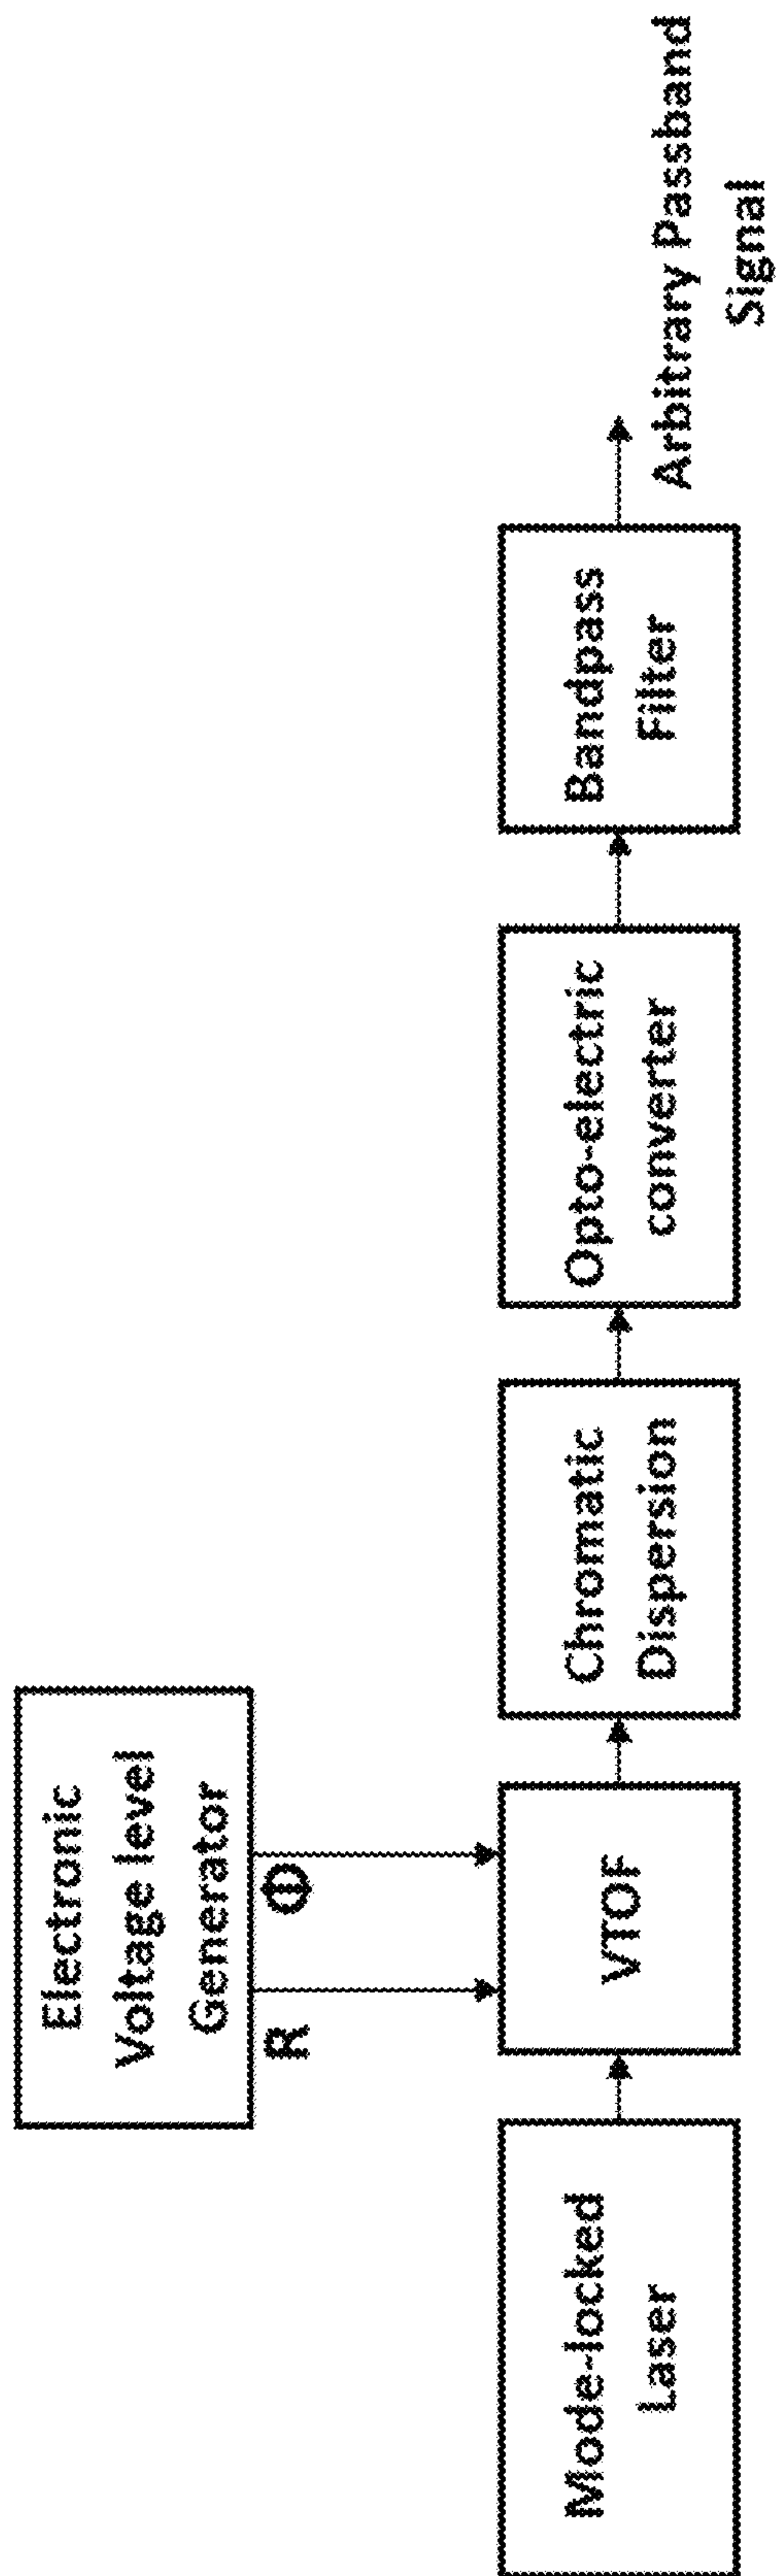 Electronic
Voltage level
Generator
R
Φ
Mode-locked
Laser
VTOF
Chromatic
Dispersion
Opto-electric
converter
Bandpass
Filter
Arbitrary Passband
Signal